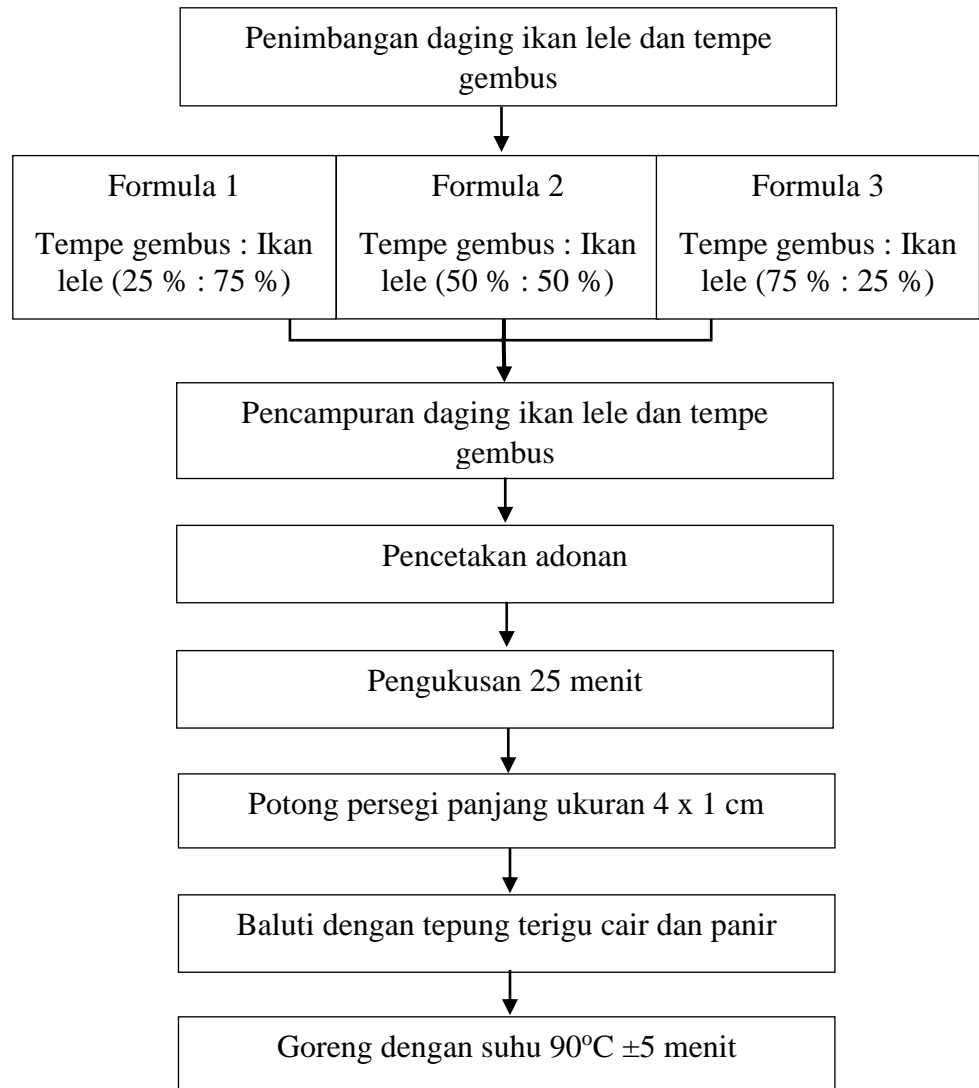 Penimbangan daging ikan lele dan tempe
gembus
Formula 1
Tempe gembus : Ikan
lele (25 % : 75 %)
Formula 2
Tempe gembus : Ikan
lele (50 % : 50 %)
Formula 3
Tempe gembus : Ikan
lele (75 % : 25 %)
Pencampuran daging ikan lele dan tempe
gembus
Pencetakan adonan
Pengukusan 25 menit
Potong persegi panjang ukuran 4 x 1 cm
Baluti dengan tepung terigu cair dan panir
Goreng dengan suhu 90°C ±5 menit